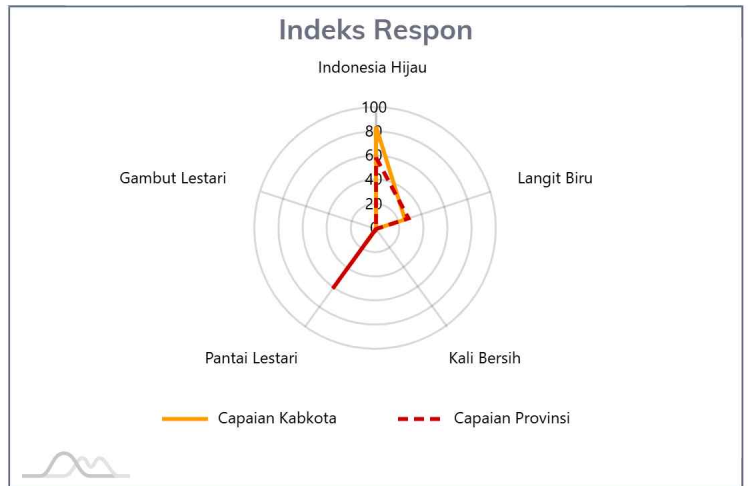 Indeks Respon
Indonesia Hijau
100
80
60
Gambut Lestari
40
Langit Biru
20
0
Pantai Lestari
Kali Bersih
Capaian Kabkota
Capaian Provinsi